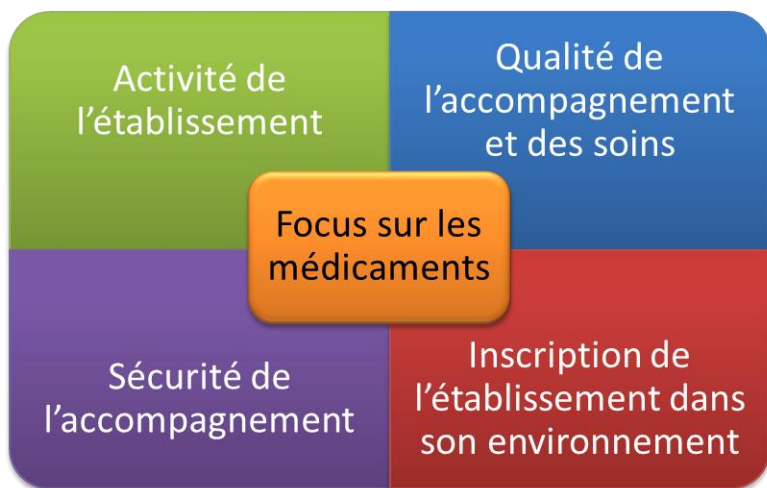 Activité de
l’établissement
Qualité de
l’accompagnement
et des soins
Focus sur les
médicaments
Sécurité de
l’accompagnement
Inscription de
l’établissement dans
son environnement